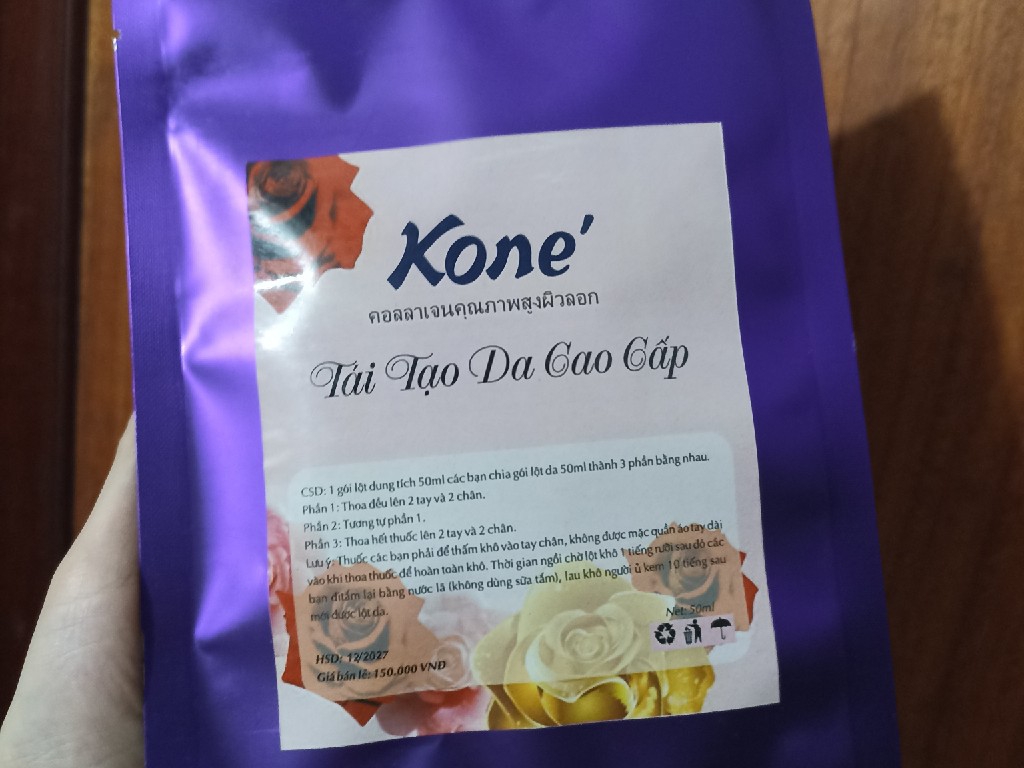 Kone'
คอลลาเจนคุณภาพสูงผิวลอก
Tái Tạo Da Cao Cấp
CSD: 1 gói lột dung tích 50ml các bạn chia gói lột da 50ml thành 3 phần bằng nhau.
Phần 1: Thoa đều lên 2 tay và 2 chân.
Phần 2: Tương tự phần 1.
Phần 3: Thoa hết thuốc lên 2 tay và 2 chân.
Lưu ý: Thuốc các bạn phải để thấm khô vào tay chân, không được mặc quần áo tay dài
vào khi thoa thuốc để hoàn toàn khô. Thời gian ngồi chờ lột khô 1 tiếng rưỡi sau đó các
bạn đi tắm lại bằng nước lã (không dùng sữa tắm), lau khô người ủ kem 10 tiếng sau
mới được lột da.
Net: 50ml
HSD: 12/2027
Giá bán lẻ: 150.000 VNĐ